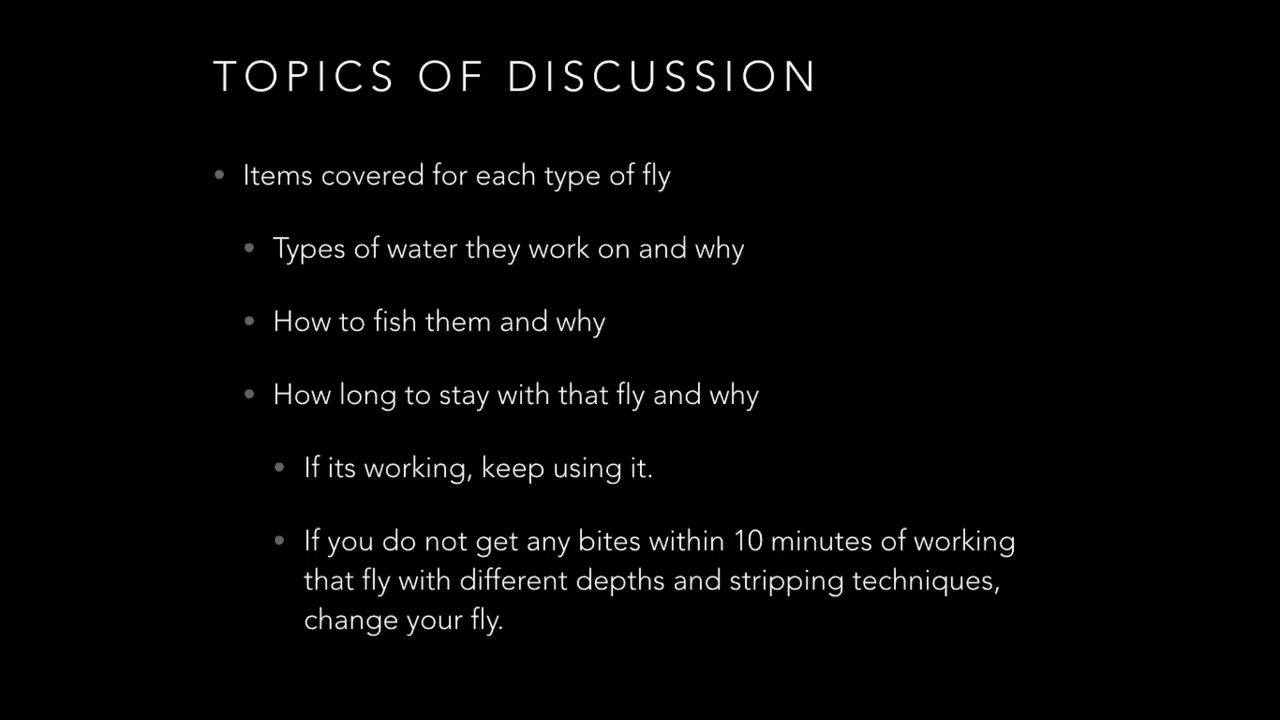 TOPICS OF DISCUSSION
• Items covered for each type of fly
• Types of water they work on and why
• How to fish them and why
• How long to stay with that fly and why
• If its working, keep using it.
• If you do not get any bites within 10 minutes of working
that fly with different depths and stripping techniques,
change your fly.